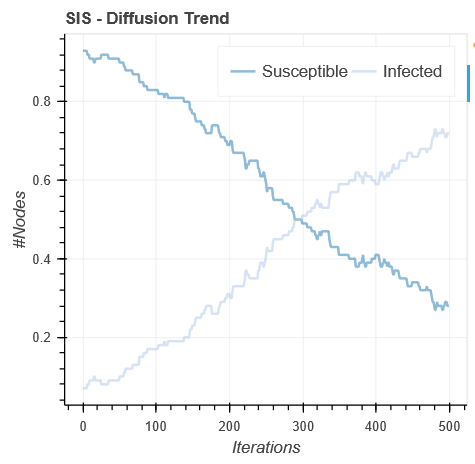 SIS - Diffusion Trend
Susceptible Infected
#Nodes
0.8
0.6
0.4
0.2
0 100 200 300 400 500
Iterations